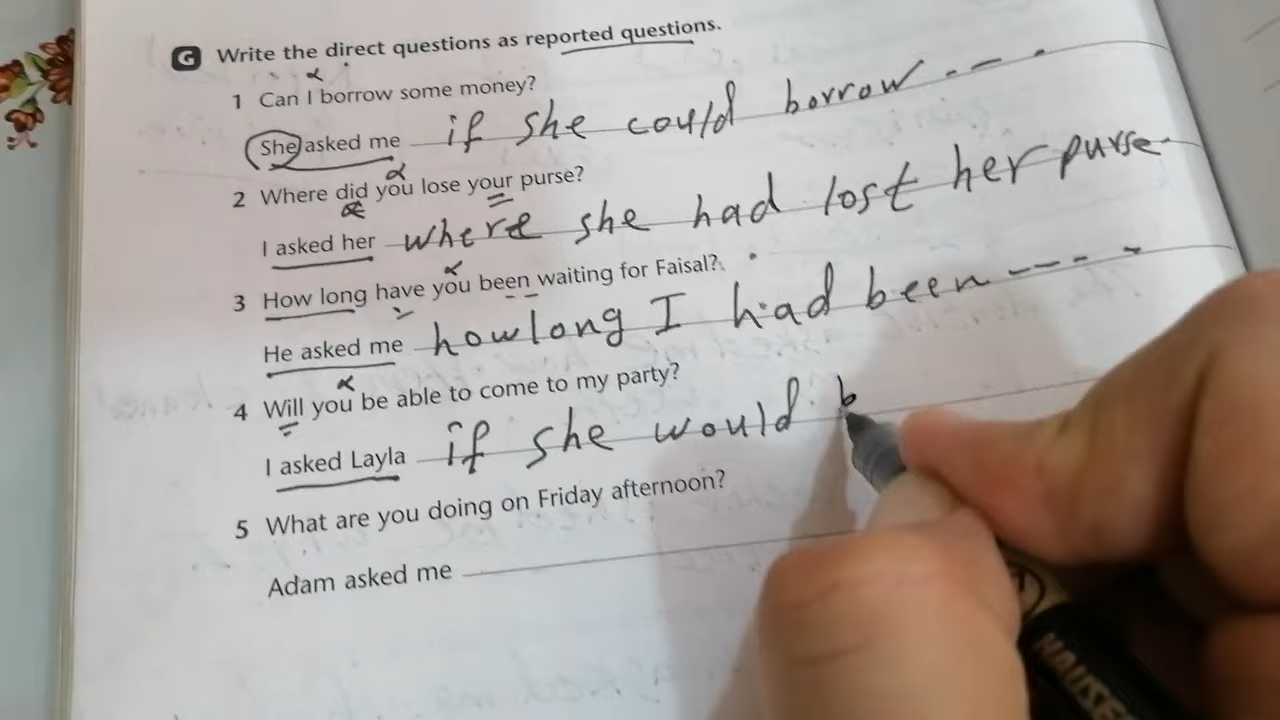 G Write the direct questions as reported questions.
1 Can I borrow some money?
She asked me if she could borrow - - -
2 Where did you lose your purse?
I asked her where she had lost her purse
3 How long have you been waiting for Faisal?
He asked me how long I had been - - - -
4 Will you be able to come to my party?
I asked Layla if she would b
5 What are you doing on Friday afternoon?
Adam asked me
HAUSER